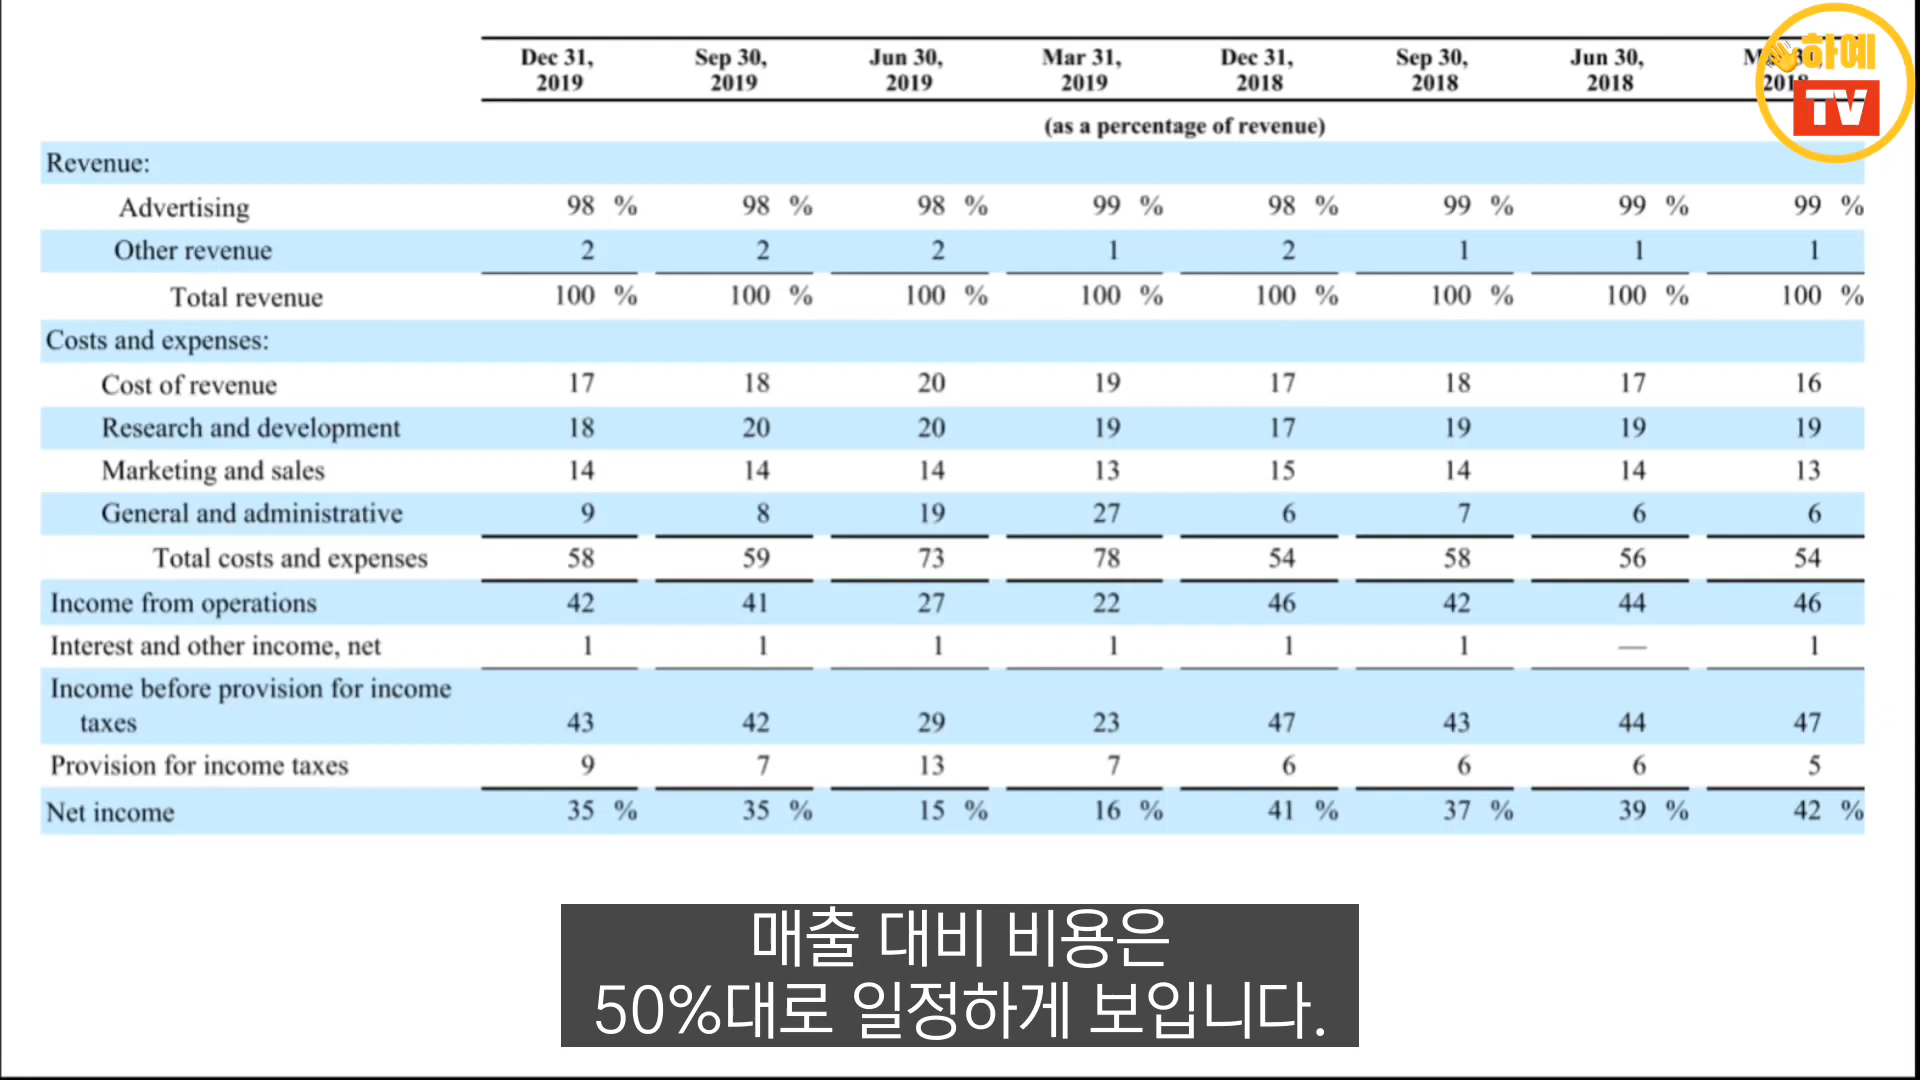 Dec 31, Sep 30, Jun 30, Mar 31, Dec 31, Sep 30, Jun 30,
2019 2019 2019 2019 2018 2018 2018
하예
TV
(as a percentage of revenue)
Revenue:
Advertising 98 % 98 % 98 % 99 % 98 % 99 % 99 % 99 %
Other revenue 2 2 2 1 2 1 1 1
Total revenue 100 % 100 % 100 % 100 % 100 % 100 % 100 % 100 %
Costs and expenses:
Cost of revenue 17 18 20 19 17 18 17 16
Research and development 18 20 20 19 17 19 19 19
Marketing and sales 14 14 14 13 15 14 14 13
General and administrative 9 8 19 27 6 7 6 6
Total costs and expenses 58 59 73 78 54 58 56 54
Income from operations 42 41 27 22 46 42 44 46
Interest and other income, net 1 1 1 1 1 1 — 1
Income before provision for income
taxes 43 42 29 23 47 43 44 47
Provision for income taxes 9 7 13 7 6 6 6 5
Net income 35 % 35 % 15 % 16 % 41 % 37 % 39 % 42 %
매출 대비 비용은
50%대로 일정하게 보입니다.